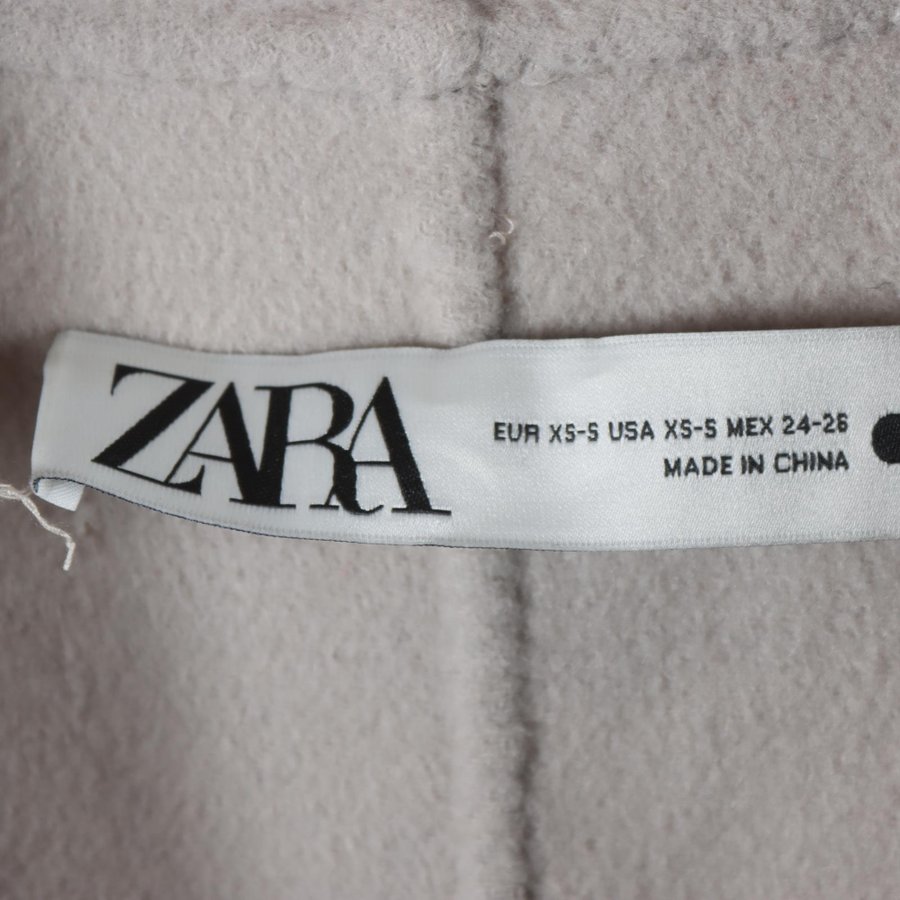 ZARA
EUR XS-S USA XS-S MEX 24-26
MADE IN CHINA